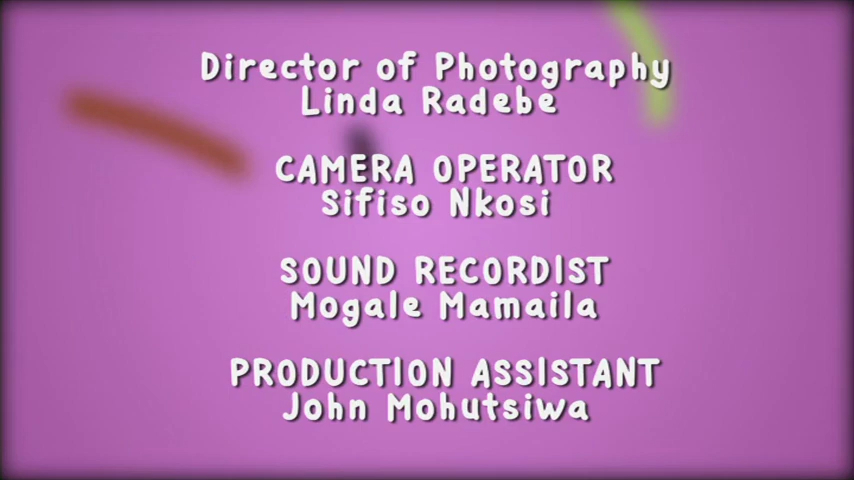 Director of Photography
Linda Radebe
CAMERA OPERATOR
Sifiso Nkosi
SOUND RECORDIST
Mogale Mamaila
PRODUCTION ASSISTANT
John Mohutsiwa